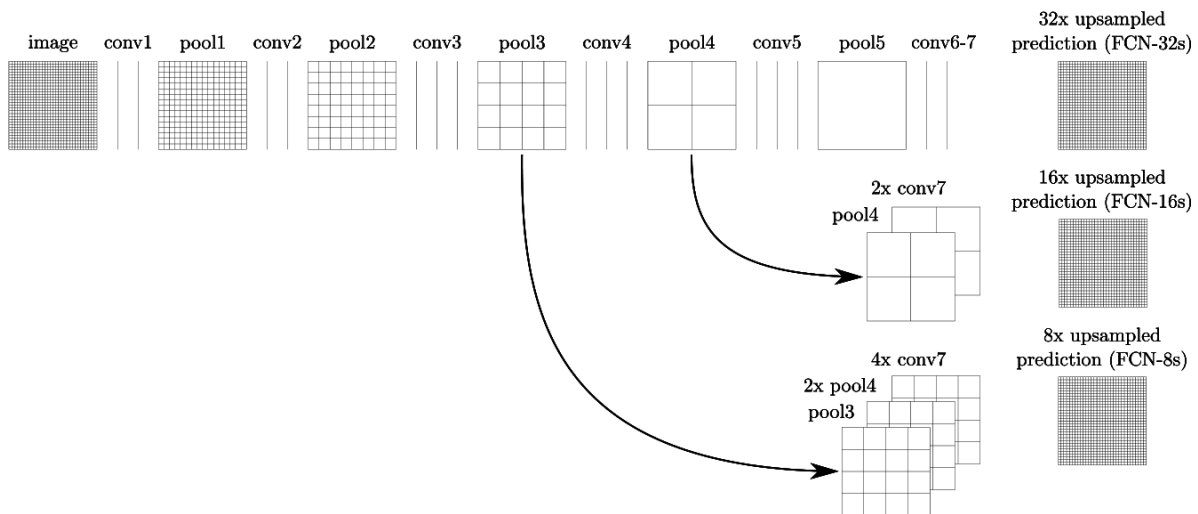 32x upsampled
image conv1 pool1 conv2 pool2 conv3 pool3 conv4 pool4 conv5 pool5 conv6-7 prediction (FCN-32s)
16x upsampled
2x conv7 prediction (FCN-16s)
pool4
8x upsampled
4x conv7 prediction (FCN-8s)
2x pool4
pool3